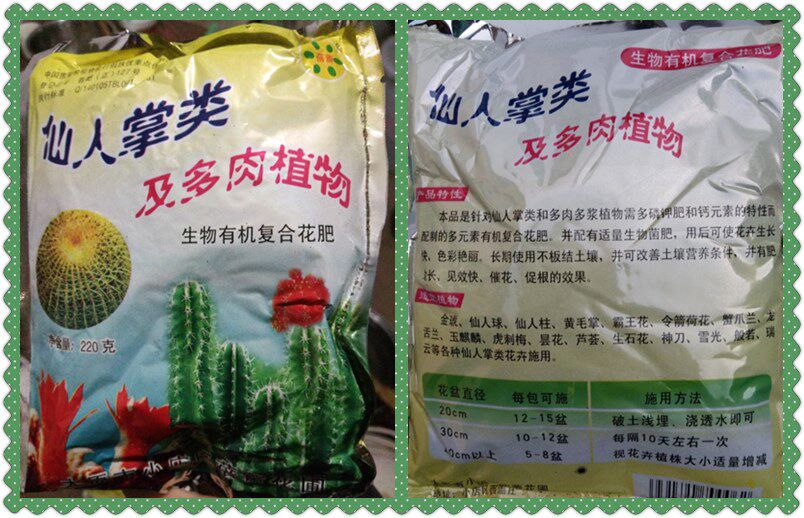 仙人掌类
及多肉植物
生物有机复合花肥
净含量: 220克
生物有机复合花肥
仙人掌类
及多肉植物
产品特性
本品是针对仙人掌类和多肉多浆植物需多磷钾肥和钙元素的特性而
配制的多元素有机复合花肥。并配有适量生物菌肥，用后可使花卉生长
快，色彩艳丽。长期使用不板结土壤，并可改善土壤营养条件，并有肥
长、见效快、催花、促根的效果。
植物
金琥、仙人球、仙人柱、黄毛掌、霸王花、令箭荷花、蟹爪兰、龙
舌兰、玉麒麟、虎刺梅、昙花、芦荟、生石花、神刀、雪光、般若、瑞
云等各种仙人掌类花卉施用。
花盆直径 每包可施 施用方法
20cm 12-15盆 破土浅埋、浇透水即可
30cm 10-12盆 每隔10天左右一次
40cm以上 5-8盆 视花卉植株大小适量增减